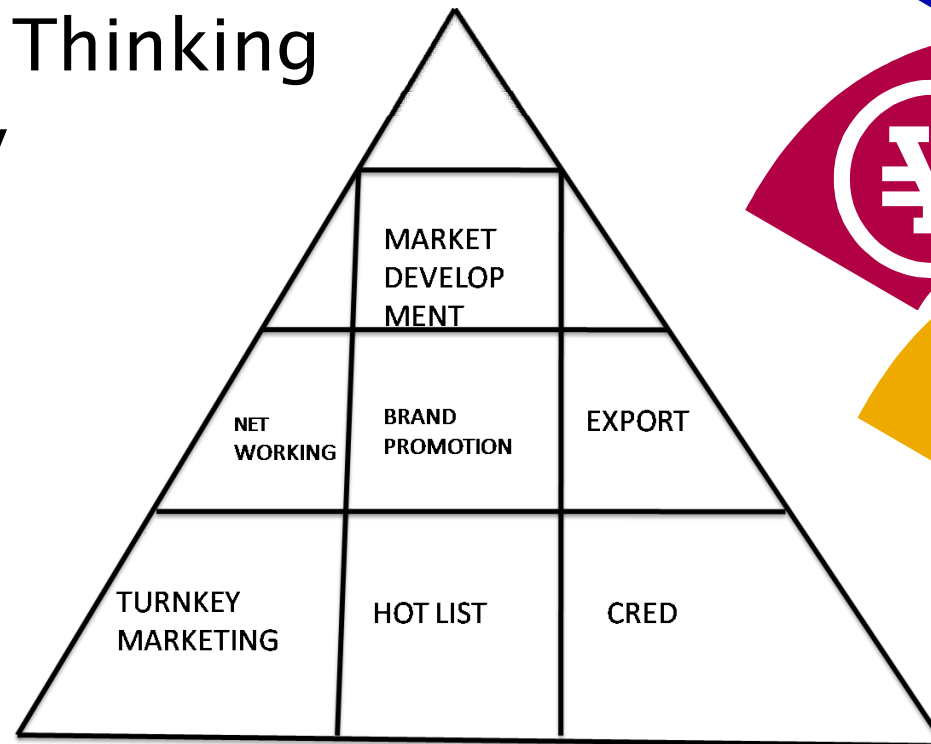 Thinking
y
MARKET
DEVELOP
MENT
NET
WORKING
BRAND
PROMOTION
EXPORT
TURNKEY
MARKETING
HOT LIST
CRED
¥